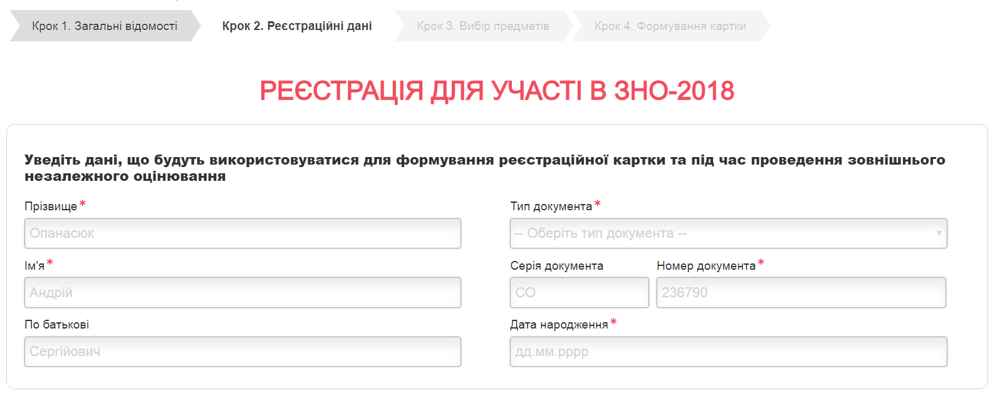 Крок 1. Загальні відомості
Крок 2. Реєстраційні дані
Крок 3. Вибір предметів
Крок 4. Формування картки
РЕЄСТРАЦІЯ ДЛЯ УЧАСТІ В ЗНО-2018
Уведіть дані, що будуть використовуватися для формування реєстраційної картки та під час проведення зовнішнього
незалежного оцінювання
Прізвище*
Опанасюк
Ім'я*
Андрій
По батькові
Сергійович
Тип документа*
-- Оберіть тип документа --
Серія документа
СО
Номер документа*
236790
Дата народження*
дд.мм.рррр